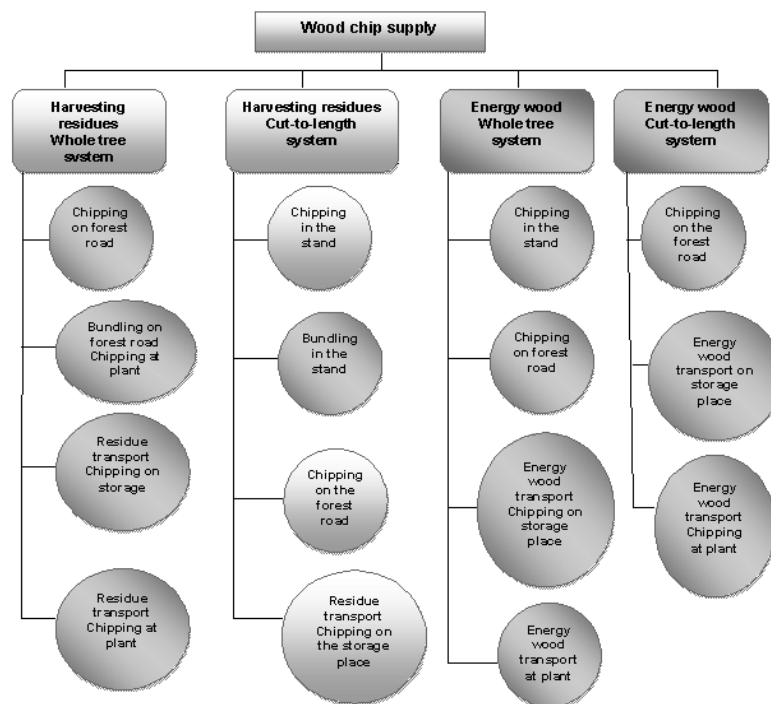 Wood chip supply
Harvesting
residues
Whole tree
system
Harvesting residues
Cut-to-length
system
Energy wood
Whole tree
system
Energy wood
Cut-to-length
system
Chipping
on forest
road
Bundling on
forest road
Chipping at
plant
Residue
transport
Chipping on
storage
Residue
transport
Chipping at
plant
Chipping
in the
stand
Bundling
in the
stand
Chipping
on the
forest
road
Residue
transport
Chipping on
the storage
place
Chipping
in the
stand
Chipping
on forest
road
Energy
wood
transport
Chipping on
storage
place
Energy
wood
transport
at plant
Chipping
on the
forest
road
Energy
wood
transport on
storage
place
Energy
wood
transport
Chipping
at plant